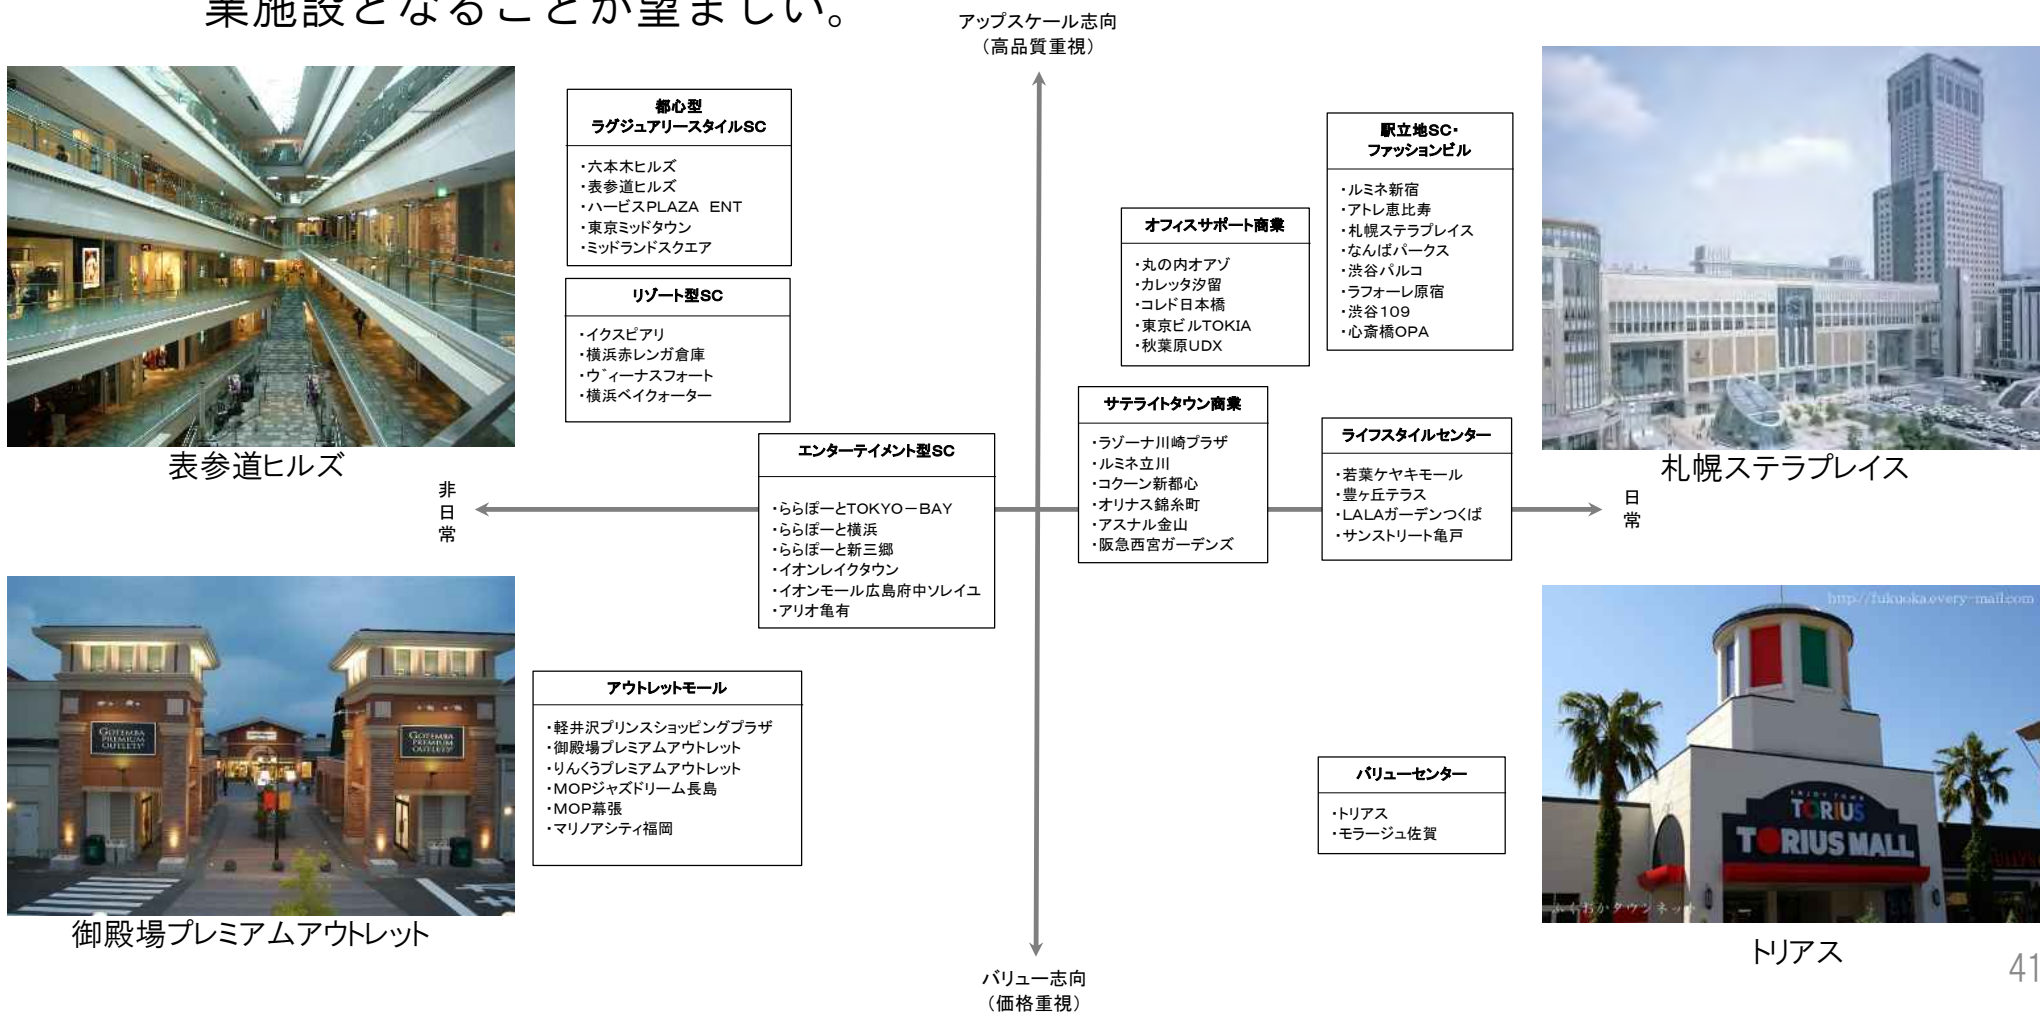 業施設となることが望ましい。
アップスケール志向
（高品質重視）
都心型
ラグジュアリースタイルSC
・六本木ヒルズ
・表参道ヒルズ
・ハービスPLAZA ENT
・東京ミッドタウン
・ミッドランドスクエア
リゾート型SC
・イクスピアリ
・横浜赤レンガ倉庫
・ウ゛ィーナスフォート
・横浜ベイクォーター
エンターテイメント型SC
・ららぽーとTOKYO－BAY
・ららぽーと横浜
・ららぽーと新三郷
・イオンレイクタウン
・イオンモール広島府中ソレイユ
・アリオ亀有
アウトレットモール
・軽井沢プリンスショッピングプラザ
・御殿場プレミアムアウトレット
・りんくうプレミアムアウトレット
・MOPジャズドリーム長島
・MOP幕張
・マリノアシティ福岡
オフィスサポート商業
・丸の内オアゾ
・カレッタ汐留
・コレド日本橋
・東京ビルTOKIA
・秋葉原UDX
駅立地SC・
ファッションビル
・ルミネ新宿
・アトレ恵比寿
・札幌ステラプレイス
・なんばパークス
・渋谷パルコ
・ラフォーレ原宿
・渋谷109
・心斎橋OPA
サテライトタウン商業
・ラゾーナ川崎プラザ
・ルミネ立川
・コクーン新都心
・オリナス錦糸町
・アスナル金山
・阪急西宮ガーデンズ
ライフスタイルセンター
・若葉ケヤキモール
・豊ヶ丘テラス
・LALAガーデンつくば
・サンストリート亀戸
バリューセンター
・トリアス
・モラージュ佐賀
非日常
日常
バリュー志向
（価格重視）
表参道ヒルズ
札幌ステラプレイス
GOTEMBA
PREMIUM
OUTLETS
GOTEMBA
PREMIUM
OUTLETS
御殿場プレミアムアウトレット
http://fukuoka.every-mail.com
ENJOY TOWN
TORIUS
TORIUS MALL
ふくおかタウンネット
トリアス
41